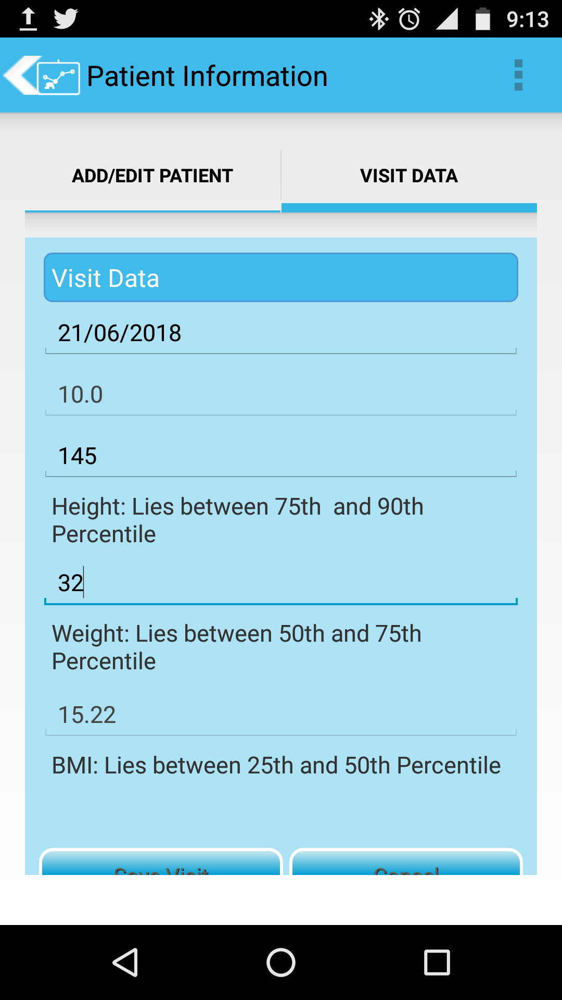 9:13
Patient Information
ADD/EDIT PATIENT
VISIT DATA
Visit Data
21/06/2018
10.0
145
Height: Lies between 75th  and 90th
Percentile
32
Weight: Lies between 50th and 75th
Percentile
15.22
BMI: Lies between 25th and 50th Percentile
Save Visit
Cancel